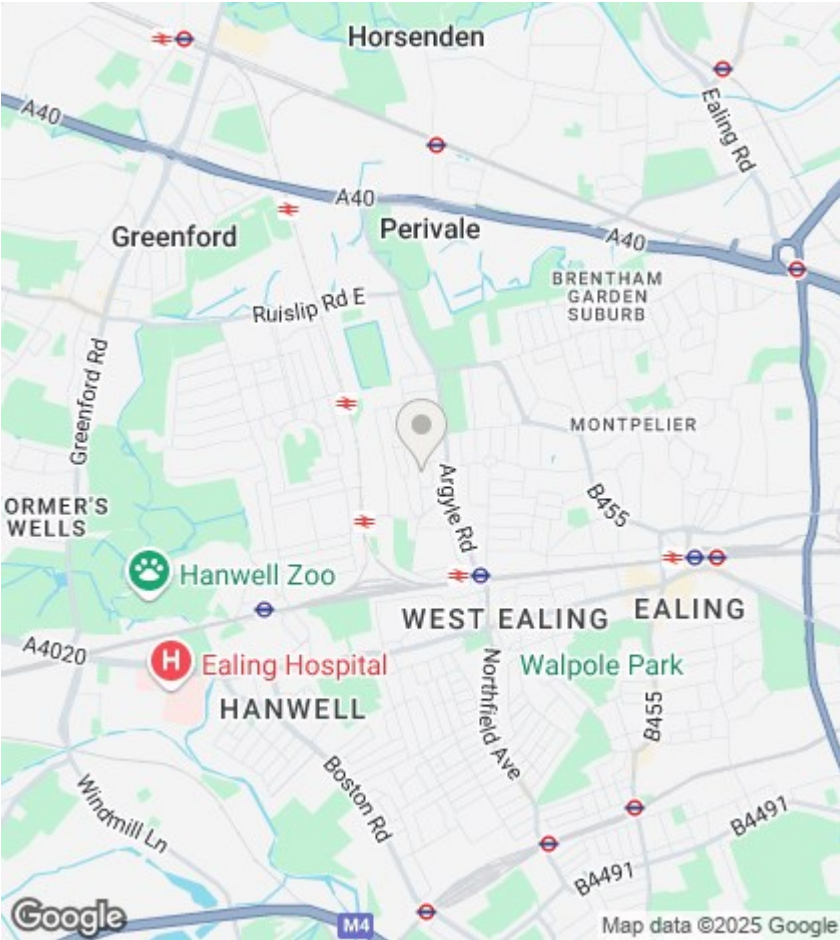 Horsenden
A40
Ealing Rd
A40
Greenford
Perivale
A40
BRENTHAM
GARDEN
SUBURB
Ruislip Rd E
Greenford Rd
MONTPELIER
Argyle Rd
B455
ORMER'S
WELLS
Hanwell Zoo
WEST EALING
EALING
A4020
H
Ealing Hospital
Walpole Park
HANWELL
Northfield Ave
B455
Boston Rd
Windmill Ln
B4491
B4491
Google
M4
Map data ©2025 Google